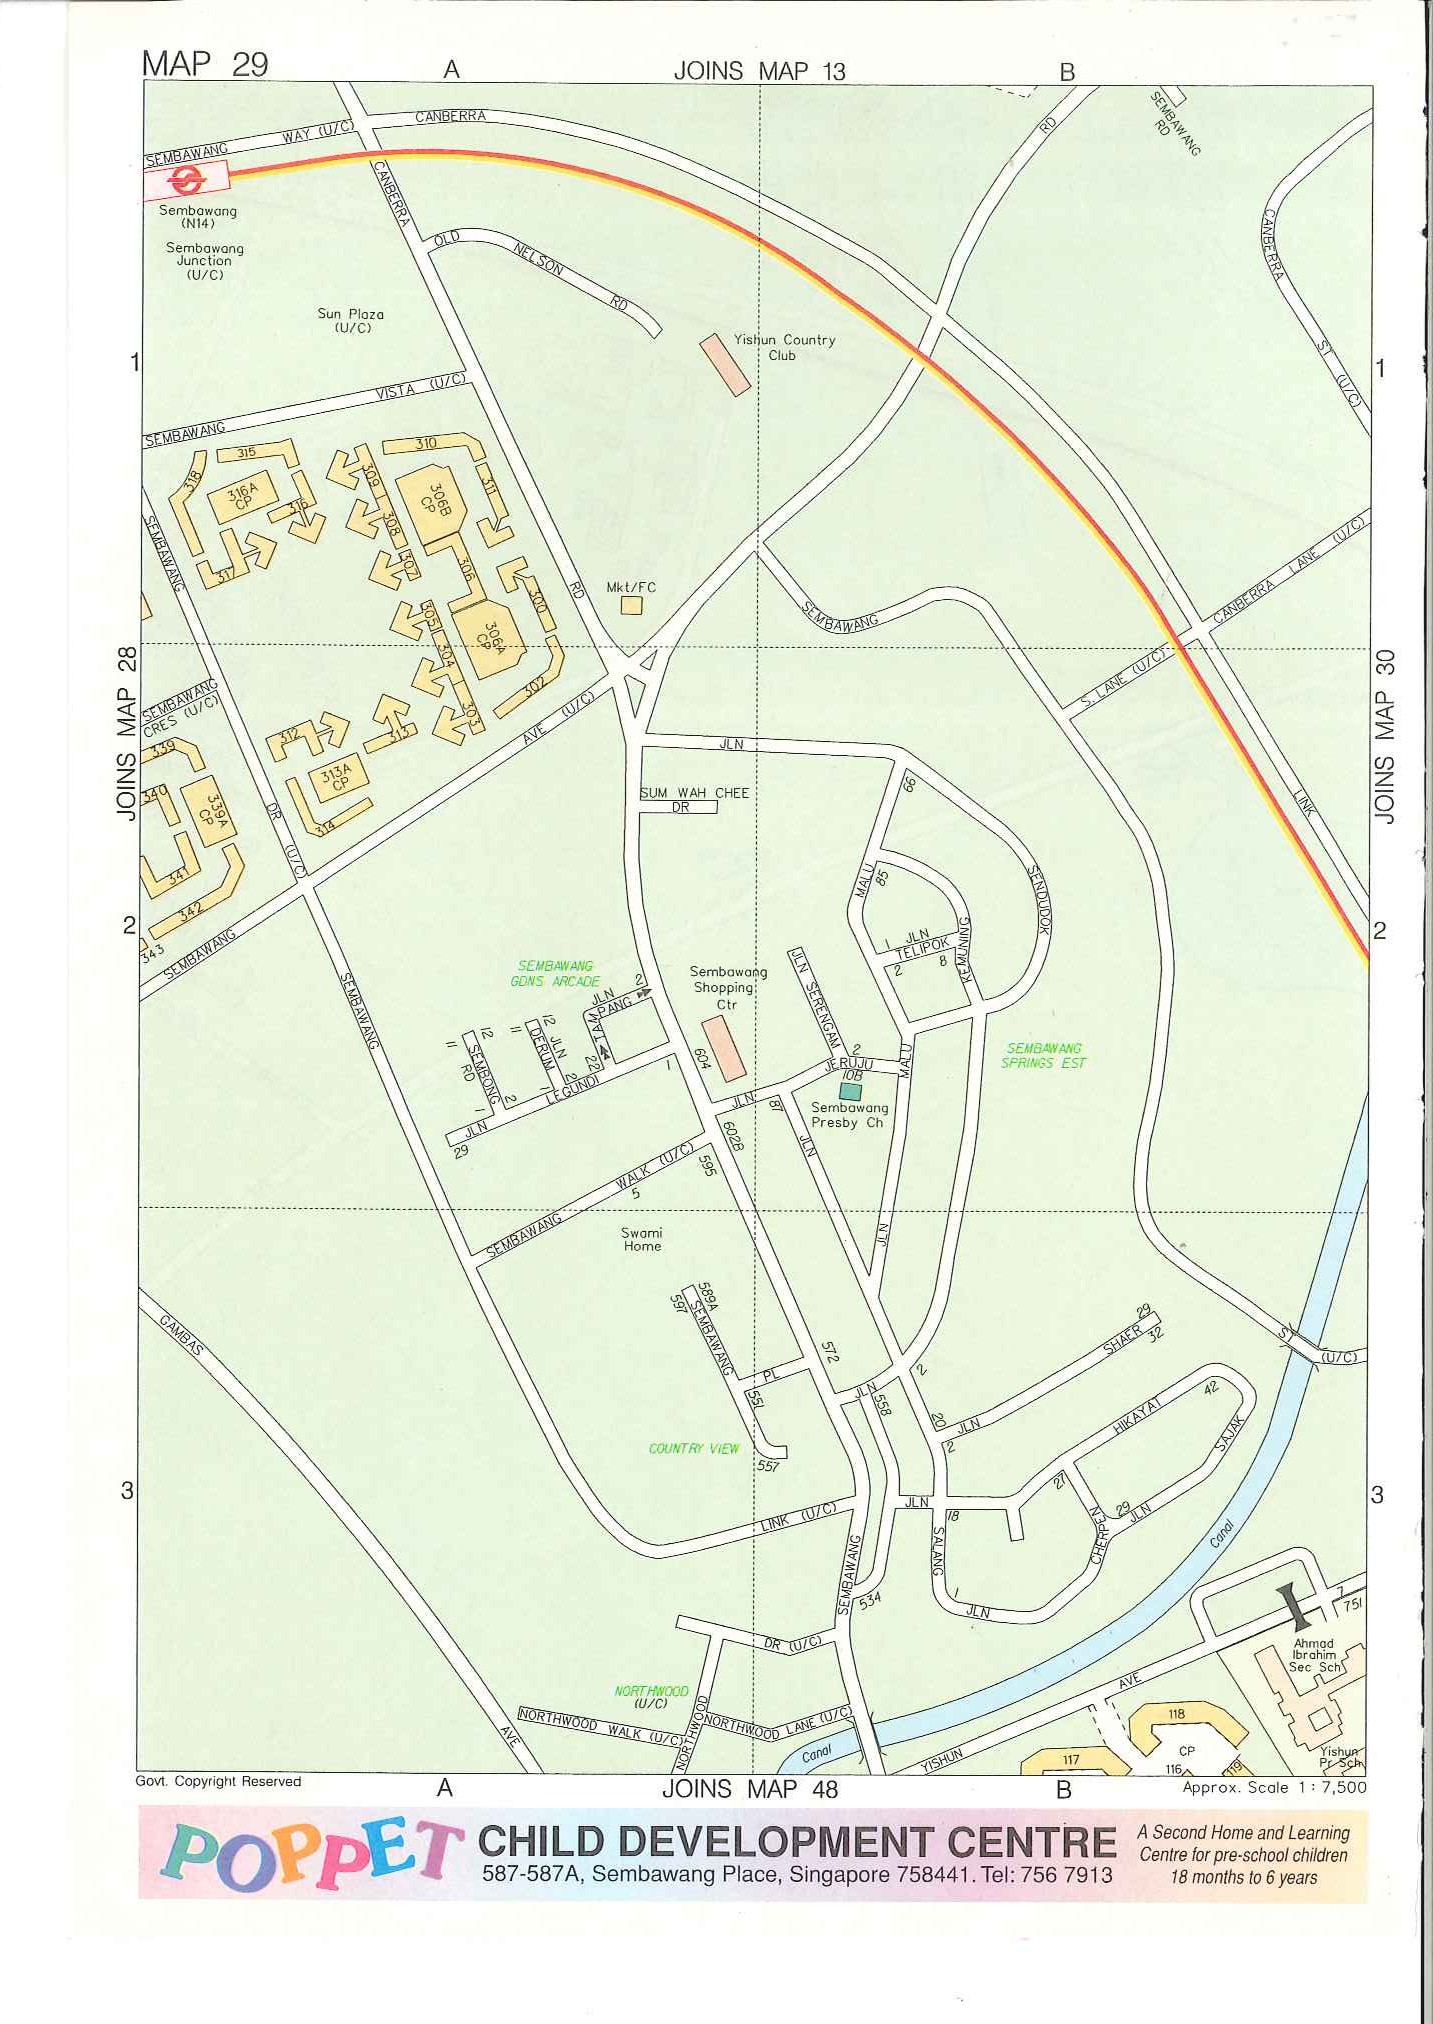 MAP 29
A
JOINS MAP 13
B
SEMBAWANG
WAY (U/C)
CANBERRA
RD
SEMBAWANG
RD
Sembawang
(N14)
Sembawang
Junction
(U/C)
CANBERRA
OLD
NELSON
RD
CANBERRA
ST (U/C)
Sun Plaza
(U/C)
Yishun Country
Club
1
1
VISTA (U/C)
SEMBAWANG
315
310
318
316A
CP
316
309
308
306B
CP
311
317
307
306
300
305
304
306A
CP
302
303
SEMBAWANG
RD
Mkt/FC
SEMBAWANG
CANBERRA LANE (U/C)
S. LANE (U/C)
JOINS MAP 28
JOINS MAP 30
SEMBAWANG
CRES (U/C)
312
313
313A
CP
314
339
340
339A
CP
341
342
343
DR (U/C)
AVE (U/C)
SEMBAWANG
JLN
66
SUM WAH CHEE
DR
LINK
2
2
MALU
85
SENDUDOK
KEMUNING
1
JLN
TELIPOK
2
8
SEMBAWANG
GDNS ARCADE
Sembawang
Shopping
Ctr
JLN SERENGAM
SEMBAWANG
2
JLN
TAMPANG
22
11
12
SEMBONG
RD
1
2
11
12
JLN
DERUM
1
2
LEGUNDI
1
JLN
29
604
2
JERUJU
10B
MALU
Sembawang
Presby Ch
SEMBAWANG
SPRINGS EST
JLN
87
JLN
602B
595
SEMBAWANG
WALK (U/C)
5
Swami
Home
JLN
589A
597
SEMBAWANG
PL
551
557
COUNTRY VIEW
572
JLN
558
2
20
JLN
2
SHAER
29
32
ST (U/C)
GAMBAS
HIKAYAT
42
SAJAK
27
29
JLN
CHERPEN
JLN
18
SALANG
1
JLN
3
3
LINK (U/C)
SEMBAWANG
534
Canal
DR (U/C)
NORTHWOOD
(U/C)
NORTHWOOD WALK (U/C)
NORTHWOOD
NORTHWOOD LANE (U/C)
AVE
Canal
YISHUN
AVE
7
751
Ahmad
Ibrahim
Sec Sch
118
117
CP
116
119
Yishun
Pr Sch
Govt. Copyright Reserved
A
JOINS MAP 48
B
Approx. Scale 1 : 7,500
POPPET CHILD DEVELOPMENT CENTRE
587-587A, Sembawang Place, Singapore 758441. Tel: 756 7913
A Second Home and Learning
Centre for pre-school children
18 months to 6 years